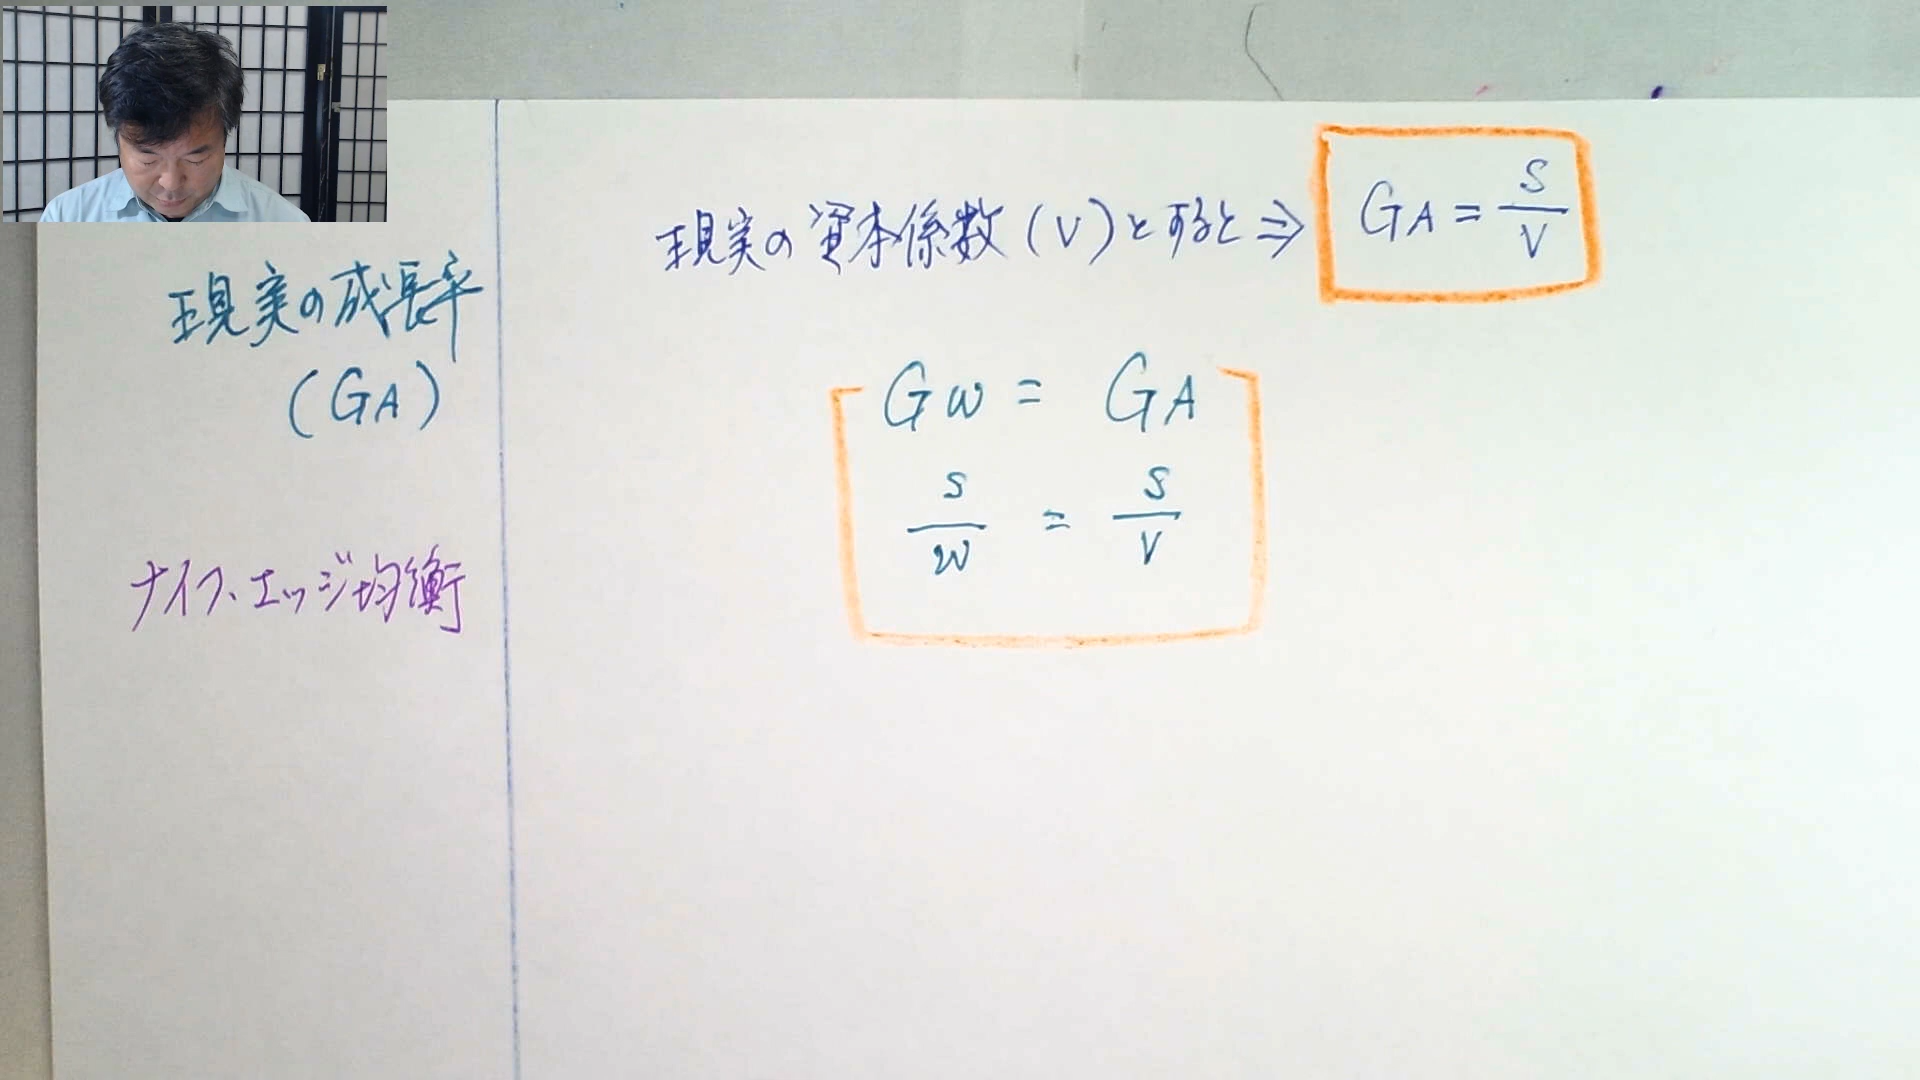 現実の成長率
(GA)
ナイフ、エッジ均衡
現実の資本係数(V)とすると⇒ GA = s/V
Gw = GA
s/w = s/V